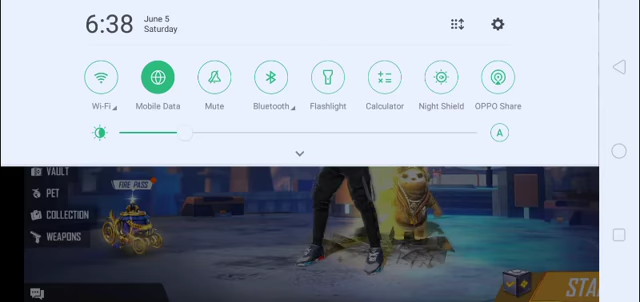 6:38
June 5
Saturday
Wi-Fi
Mobile Data
Mute
Bluetooth
Flashlight
Calculator
Night Shield
OPPO Share
A
VAULT
FIRE PASS
PET
COLLECTION
WEAPONS
STA